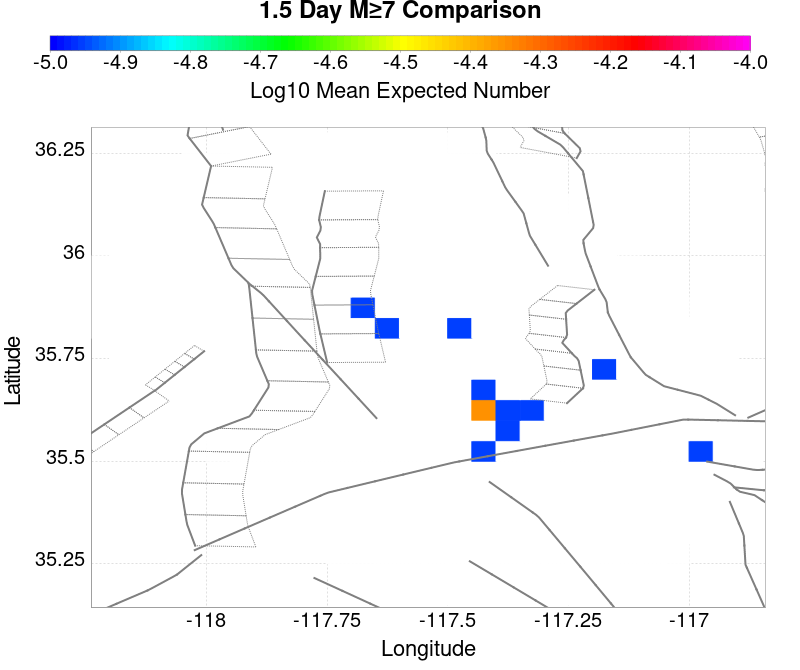 1.5 Day M≥7 Comparison
-5.0 -4.9 -4.8 -4.7 -4.6 -4.5 -4.4 -4.3 -4.2 -4.1 -4.0
Log10 Mean Expected Number
36.25
36
35.75
35.5
35.25
Latitude
-118 -117.75 -117.5 -117.25 -117
Longitude